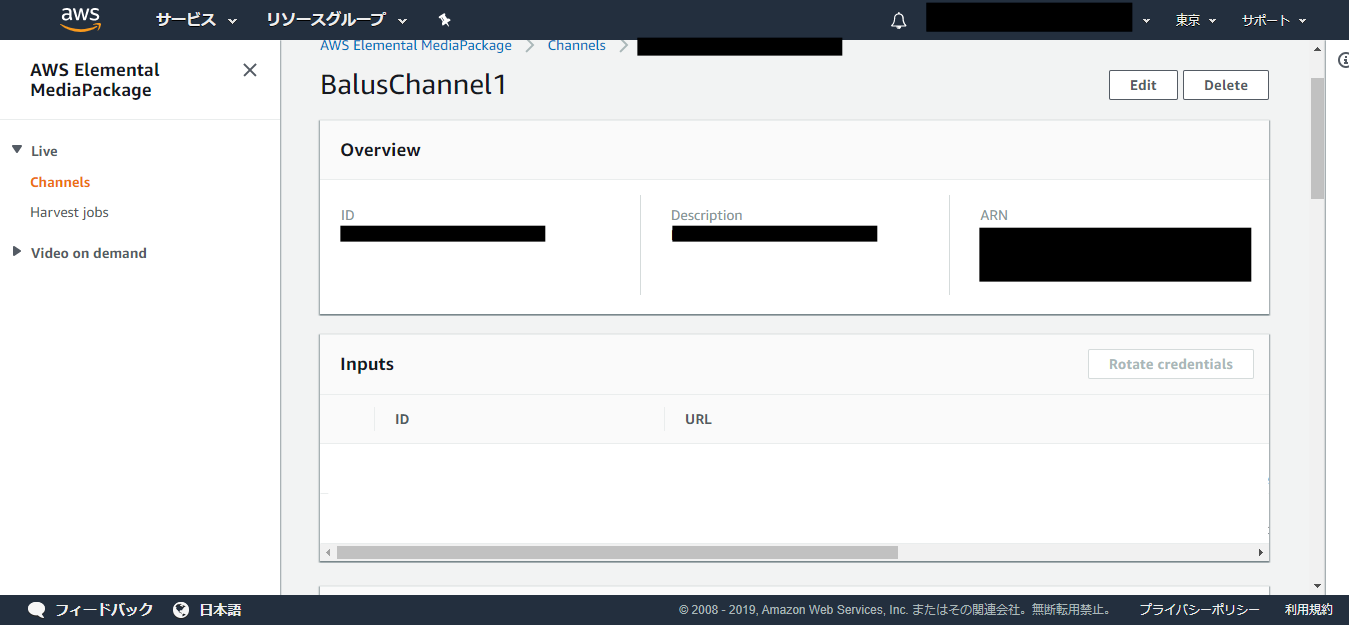 aws
サービス
リソースグループ
東京
サポート
AWS Elemental
MediaPackage
Live
Channels
Harvest jobs
Video on demand
AWS Elemental MediaPackage
Channels
BalusChannel1
Edit
Delete
Overview
ID
Description
ARN
Inputs
Rotate credentials
ID
URL
フィードバック
日本語
© 2008 - 2019, Amazon Web Services, Inc. またはその関連会社。無断転用禁止。
プライバシーポリシー
利用規約